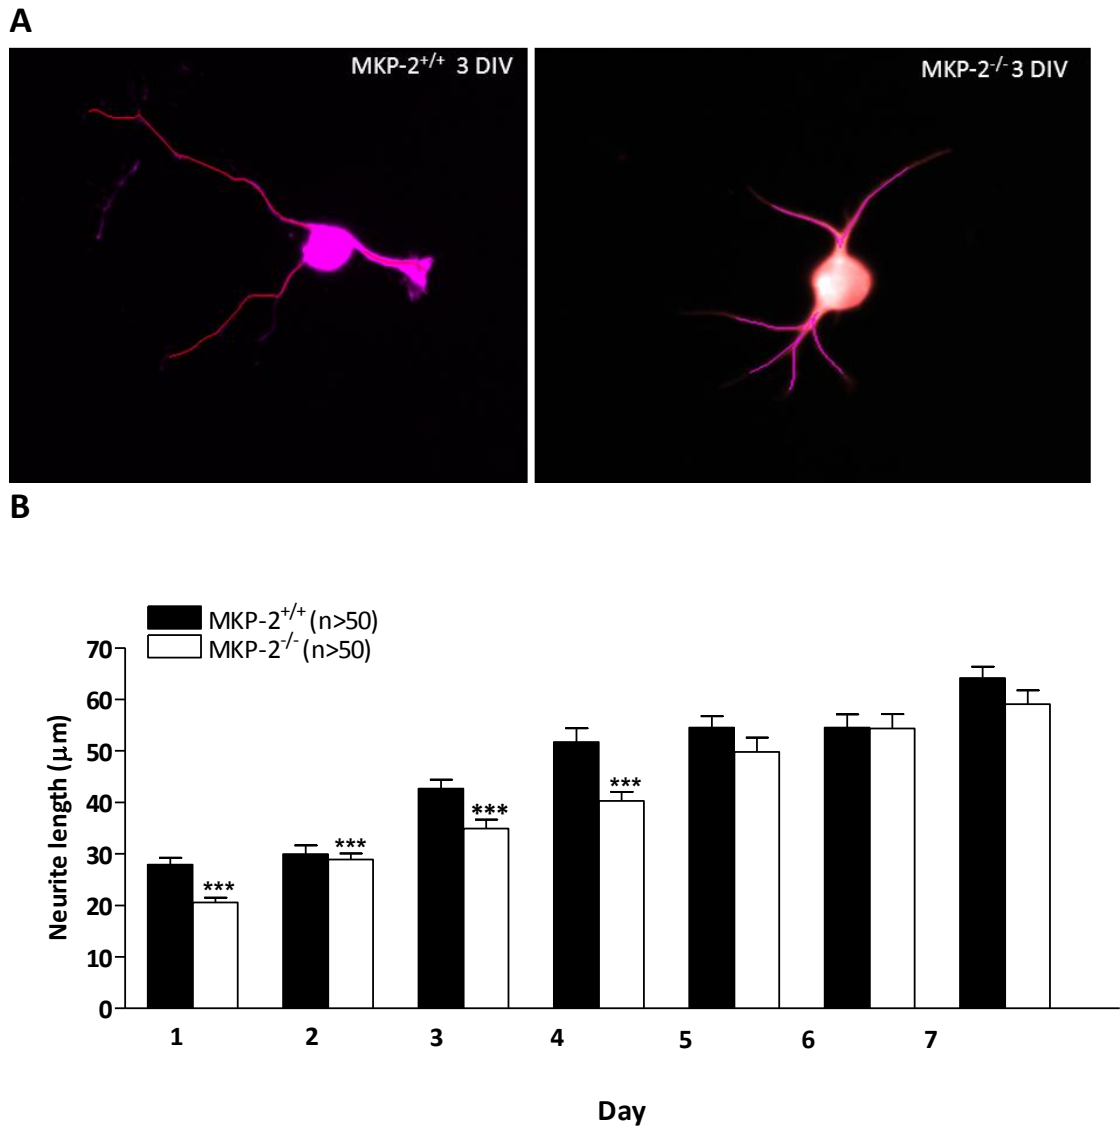 A
MKP-2+/+ 3 DIV
MKP-2-/- 3 DIV
B
MKP-2+/+ (n>50)
MKP-2-/- (n>50)
Neurite length (μm)
70
60
50
40
30
20
10
0
***
***
***
***
1 2 3 4 5 6 7
Day